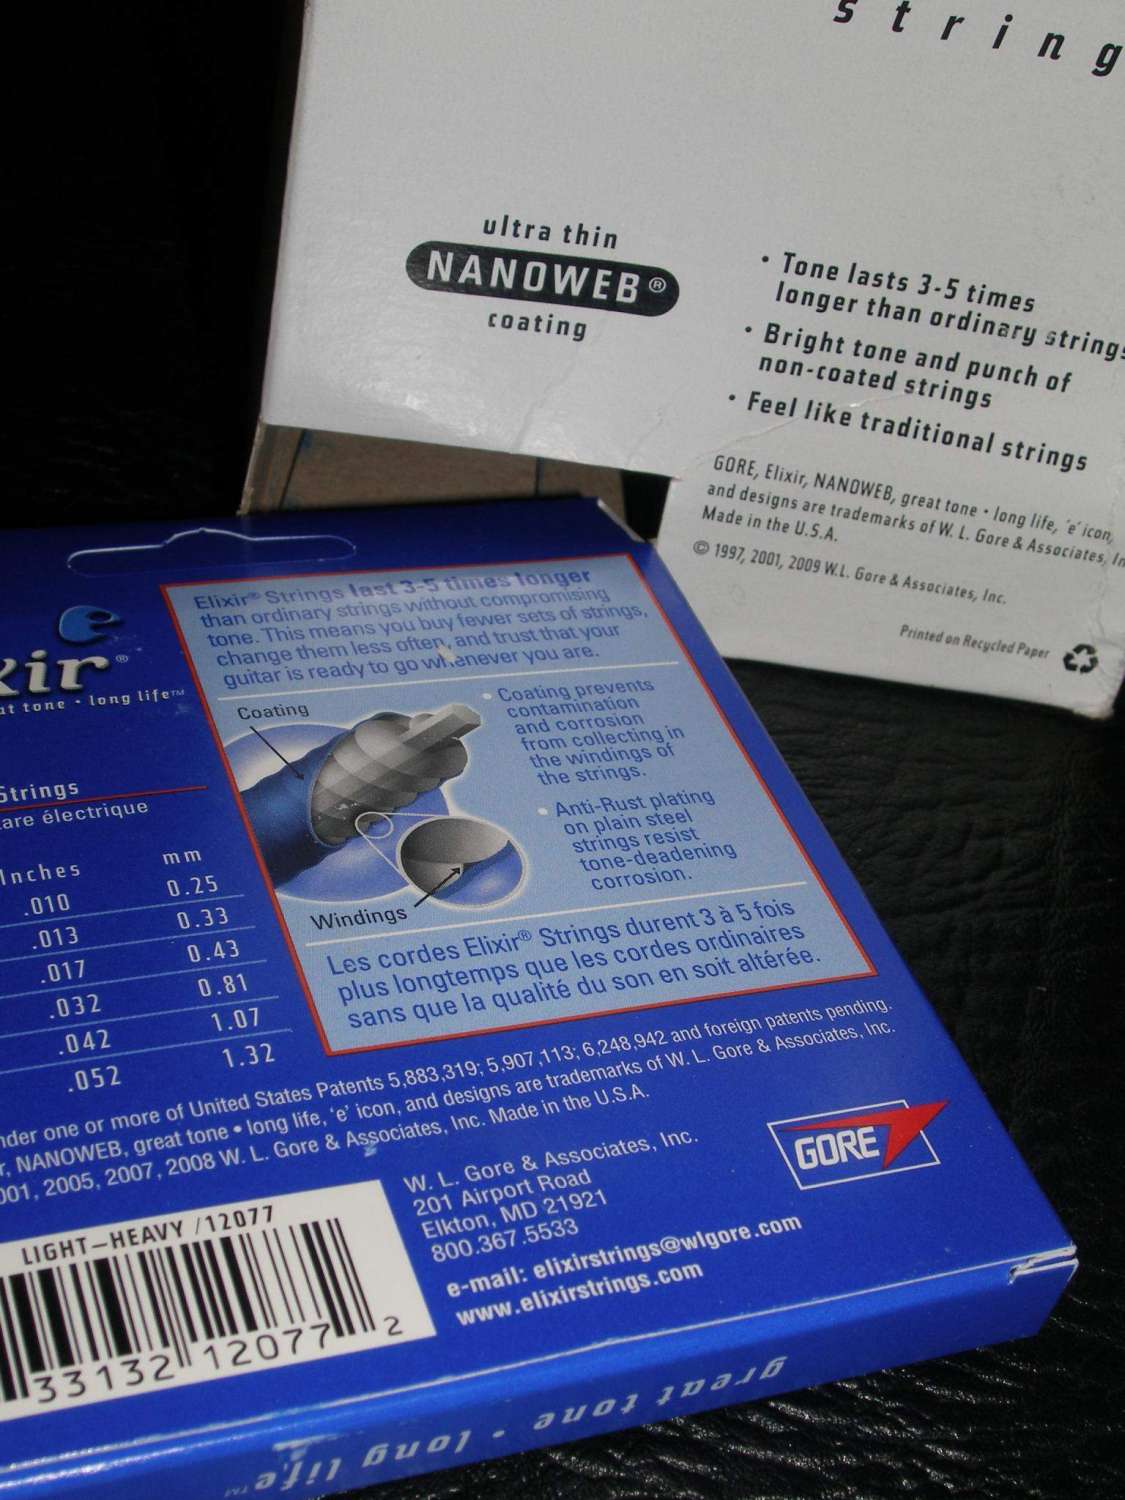 string
ultra thin
NANOWEB®
coating
• Tone lasts 3-5 times
longer than ordinary strings
• Bright tone and punch of
non-coated strings
• Feel like traditional strings
GORE, Elixir, NANOWEB, great tone • long life, 'e' icon,
and designs are trademarks of W. L. Gore & Associates, In
Made in the U.S.A.
© 1997, 2001, 2009 W.L. Gore & Associates, Inc.
Printed on Recycled Paper
e
xir®
at tone • long life™
Strings
are électrique
Inches mm
.010 0.25
.013 0.33
.017 0.43
.032 0.81
.042 1.07
.052 1.32
Elixir® Strings last 3-5 times longer
than ordinary strings without compromising
tone. This means you buy fewer sets of strings,
change them less often, and trust that your
guitar is ready to go whenever you are.
Coating
Windings
• Coating prevents
contamination
and corrosion
from collecting in
the windings of
the strings.
• Anti-Rust plating
on plain steel
strings resist
tone-deadening
corrosion.
Les cordes Elixir® Strings durent 3 à 5 fois
plus longtemps que les cordes ordinaires
sans que la qualité du son en soit altérée.
nder one or more of United States Patents 5,883,319; 5,907,113; 6,248,942 and foreign patents pending.
r, NANOWEB, great tone • long life, 'e' icon, and designs are trademarks of W. L. Gore & Associates, Inc.
001, 2005, 2007, 2008 W. L. Gore & Associates, Inc. Made in the U.S.A.
LIGHT–HEAVY /12077
33132 12077 2
W. L. Gore & Associates, Inc.
201 Airport Road
Elkton, MD 21921
800.367.5533
e-mail: elixirstrings@wlgore.com
www.elixirstrings.com
GORE
great tone • long life™